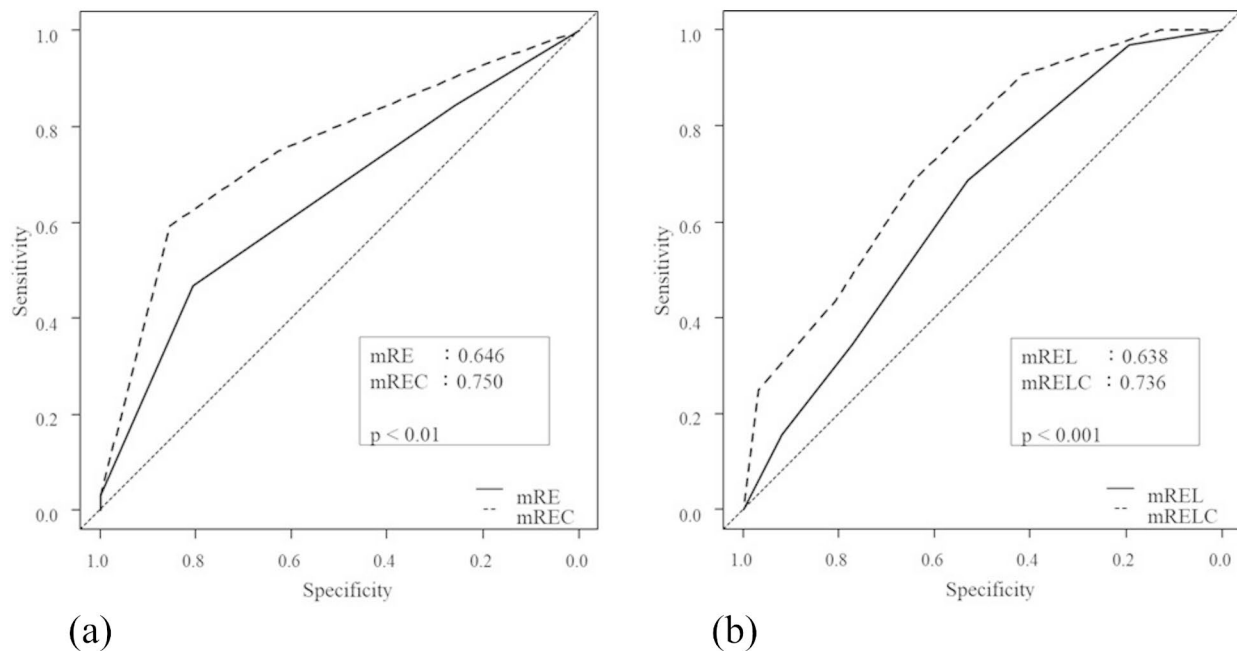 1.0
0.8
0.6
0.4
0.2
0.0
Sensitivity
mRE : 0.646
mREC : 0.750
p < 0.01
mRE
mREC
1.0 0.8 0.6 0.4 0.2 0.0
Specificity
(a)
1.0
0.8
0.6
0.4
0.2
0.0
Sensitivity
mREL : 0.638
mRELC : 0.736
p < 0.001
mREL
mRELC
1.0 0.8 0.6 0.4 0.2 0.0
Specificity
(b)